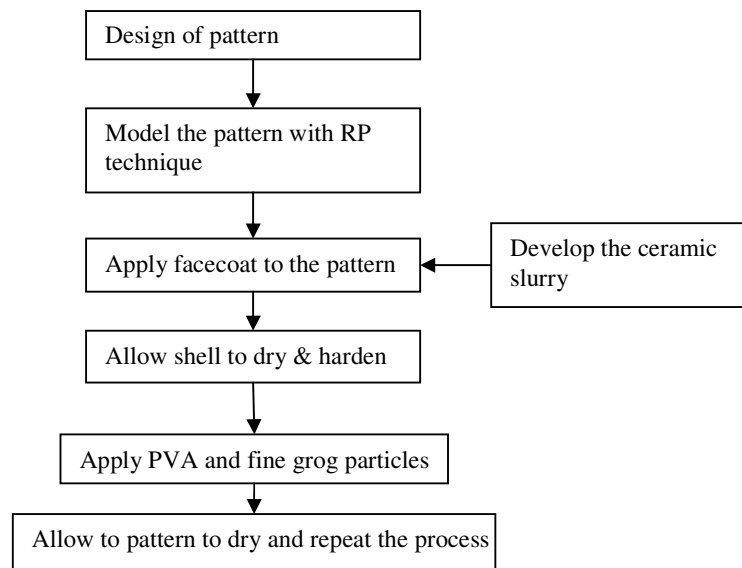 Design of pattern
Model the pattern with RP
technique
Apply facecoat to the pattern
Develop the ceramic
slurry
Allow shell to dry & harden
Apply PVA and fine grog particles
Allow to pattern to dry and repeat the process